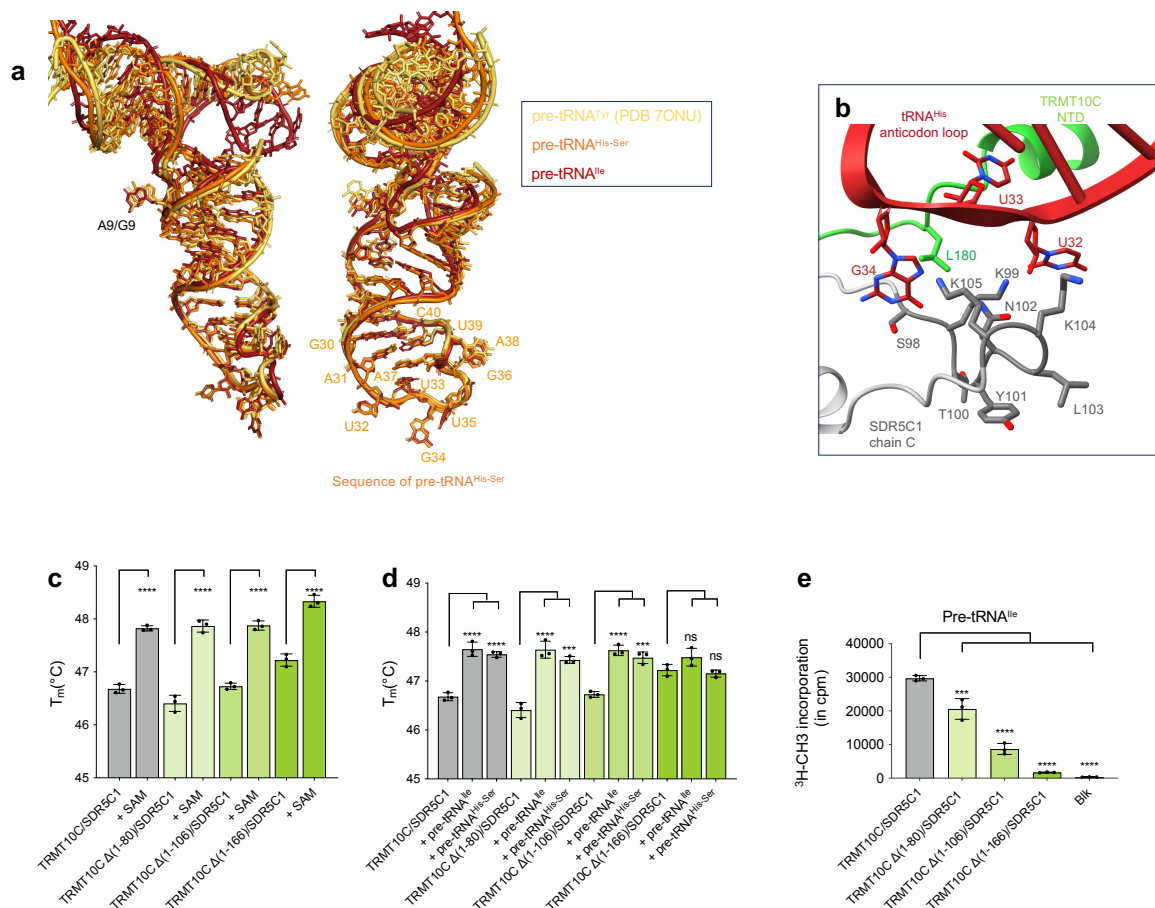 a
A9/G9
C40
U39
G30
A38
A31
A37
G36
U33
U32
U35
G34
Sequence of pre-tRNAHis-Ser
pre-tRNATyr (PDB 7ONU)
pre-tRNAHis-Ser
pre-tRNAIle
b
tRNAHis
anticodon loop
TRMT10C
NTD
U33
U32
L180
G34
K105
K99
N102
K104
S98
Y101
T100
L103
SDR5C1
chain C
c
Tm(°C)
49
48
47
46
45
****
****
****
****
TRMT10C/SDR5C1
+ SAM
TRMT10C Δ(1-80)/SDR5C1
+ SAM
TRMT10C Δ(1-106)/SDR5C1
+ SAM
TRMT10C Δ(1-166)/SDR5C1
+ SAM
d
Tm(°C)
49
48
47
46
45
****
****
****
***
****
***
ns
ns
TRMT10C/SDR5C1
+ pre-tRNAIle
+ pre-tRNAHis-Ser
TRMT10C Δ(1-80)/SDR5C1
+ pre-tRNAIle
+ pre-tRNAHis-Ser
TRMT10C Δ(1-106)/SDR5C1
+ pre-tRNAIle
+ pre-tRNAHis-Ser
TRMT10C Δ(1-166)/SDR5C1
+ pre-tRNAIle
+ pre-tRNAHis-Ser
e
Pre-tRNAIle
3H-CH3 incorporation
(in cpm)
40000
30000
20000
10000
0
***
****
****
****
TRMT10C/SDR5C1
TRMT10C Δ(1-80)/SDR5C1
TRMT10C Δ(1-106)/SDR5C1
TRMT10C Δ(1-166)/SDR5C1
Blk